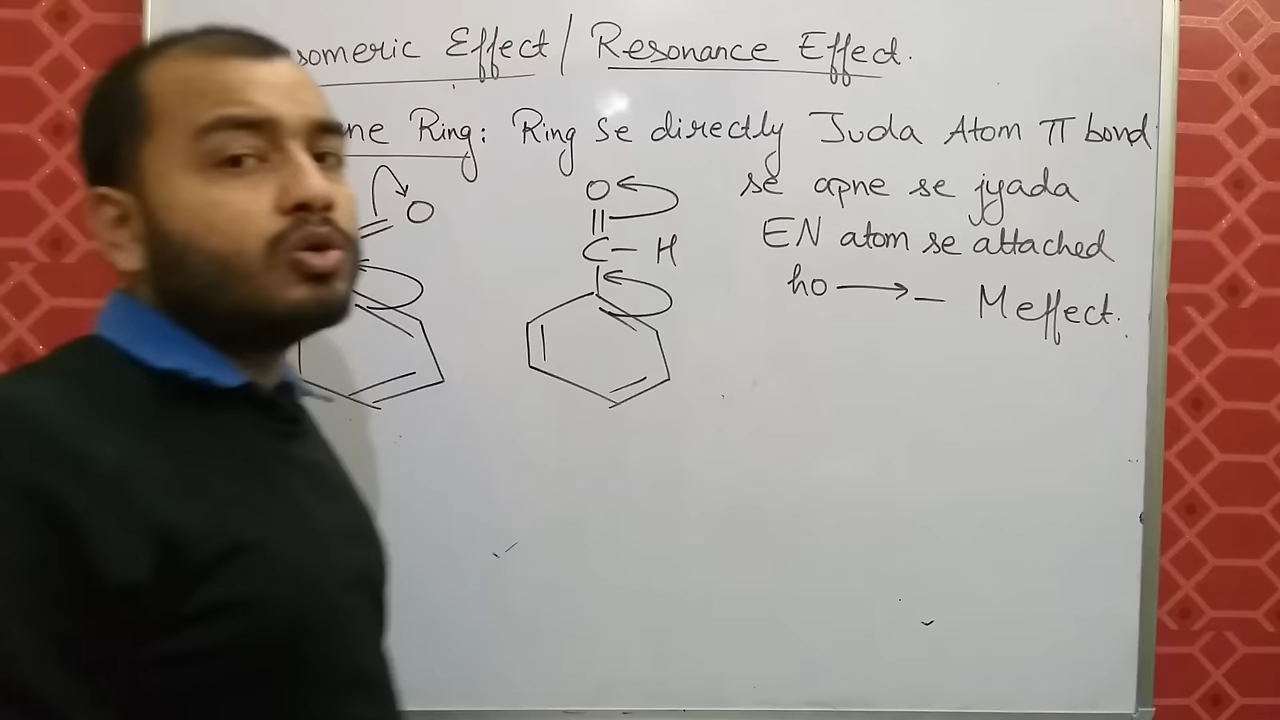 someric Effect/ Resonance Effect.
ne Ring: Ring se directly Juda Atom π bond
se apne se jyada
EN atom se attached
ho ⟶ - M effect.
O
O
C - H